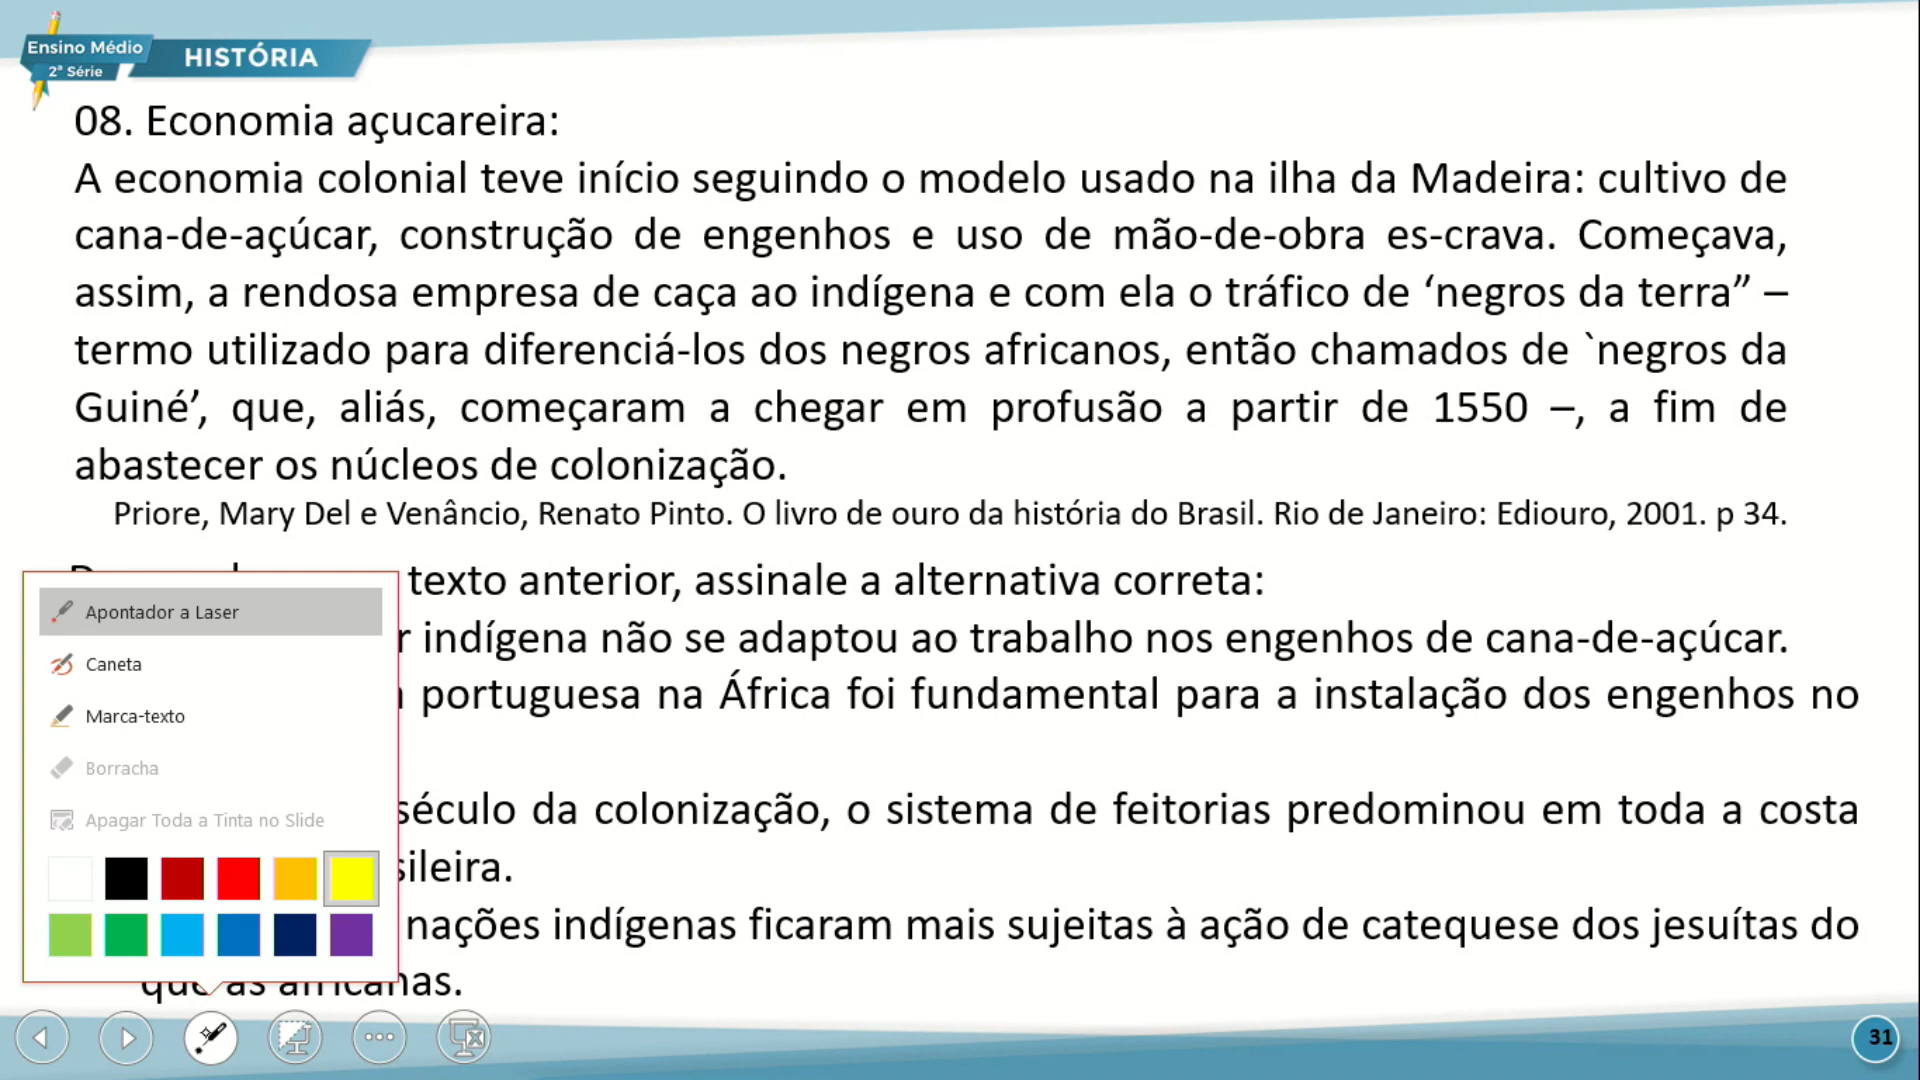 Ensino Médio
2ª Série
HISTÓRIA
08. Economia açucareira:
A economia colonial teve início seguindo o modelo usado na ilha da Madeira: cultivo de
cana-de-açúcar, construção de engenhos e uso de mão-de-obra es-crava. Começava,
assim, a rendosa empresa de caça ao indígena e com ela o tráfico de ‘negros da terra” –
termo utilizado para diferenciá-los dos negros africanos, então chamados de `negros da
Guiné’, que, aliás, começaram a chegar em profusão a partir de 1550 –, a fim de
abastecer os núcleos de colonização.
Priore, Mary Del e Venâncio, Renato Pinto. O livro de ouro da história do Brasil. Rio de Janeiro: Ediouro, 2001. p 34.
texto anterior, assinale a alternativa correta:
indígena não se adaptou ao trabalho nos engenhos de cana-de-açúcar.
portuguesa na África foi fundamental para a instalação dos engenhos no
século da colonização, o sistema de feitorias predominou em toda a costa
sileira.
nações indígenas ficaram mais sujeitas à ação de catequese dos jesuítas do
que as africanas.
Apontador a Laser
Caneta
Marca-texto
Borracha
Apagar Toda a Tinta no Slide
31